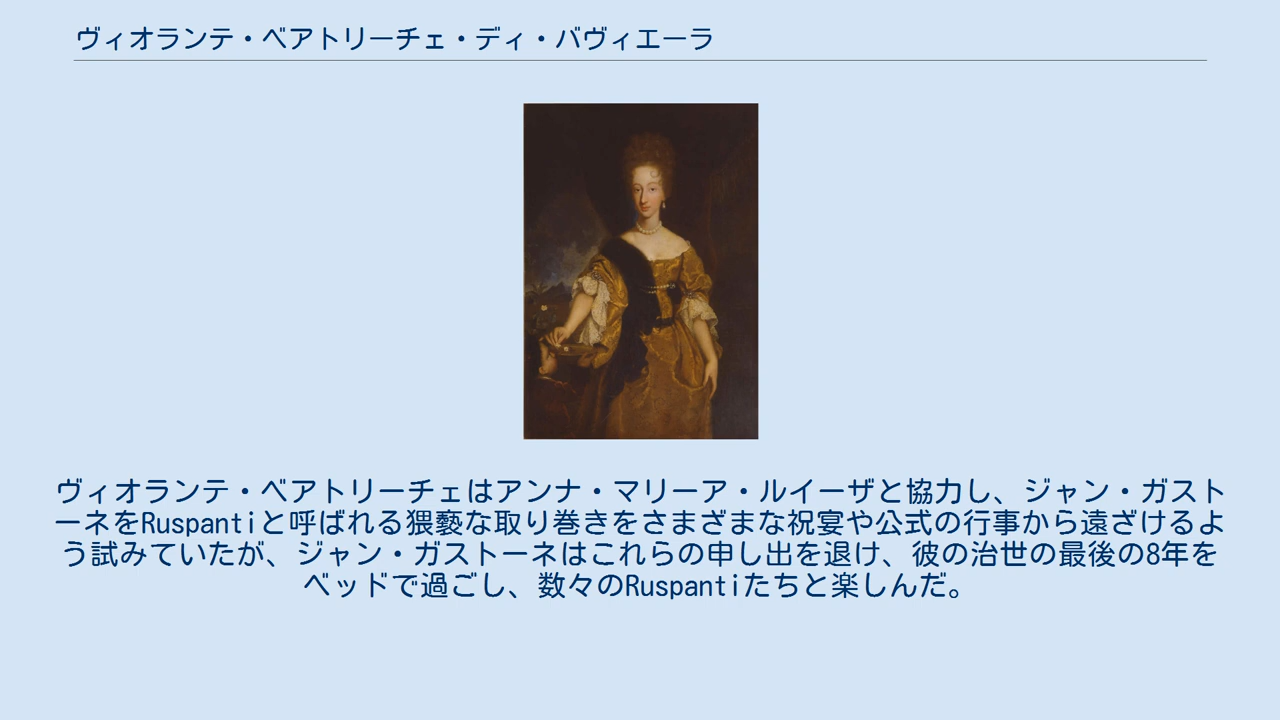 ヴィオランテ・ベアトリーチェ・ディ・バヴィエーラ
ヴィオランテ・ベアトリーチェはアンナ・マリーア・ルイーザと協力し、ジャン・ガスト
ーネをRuspantiと呼ばれる猥褻な取り巻きをさまざまな祝宴や公式の行事から遠ざけるよ
う試みていたが、ジャン・ガストーネはこれらの申し出を退け、彼の治世の最後の8年を
ベッドで過ごし、数々のRuspantiたちと楽しんだ。